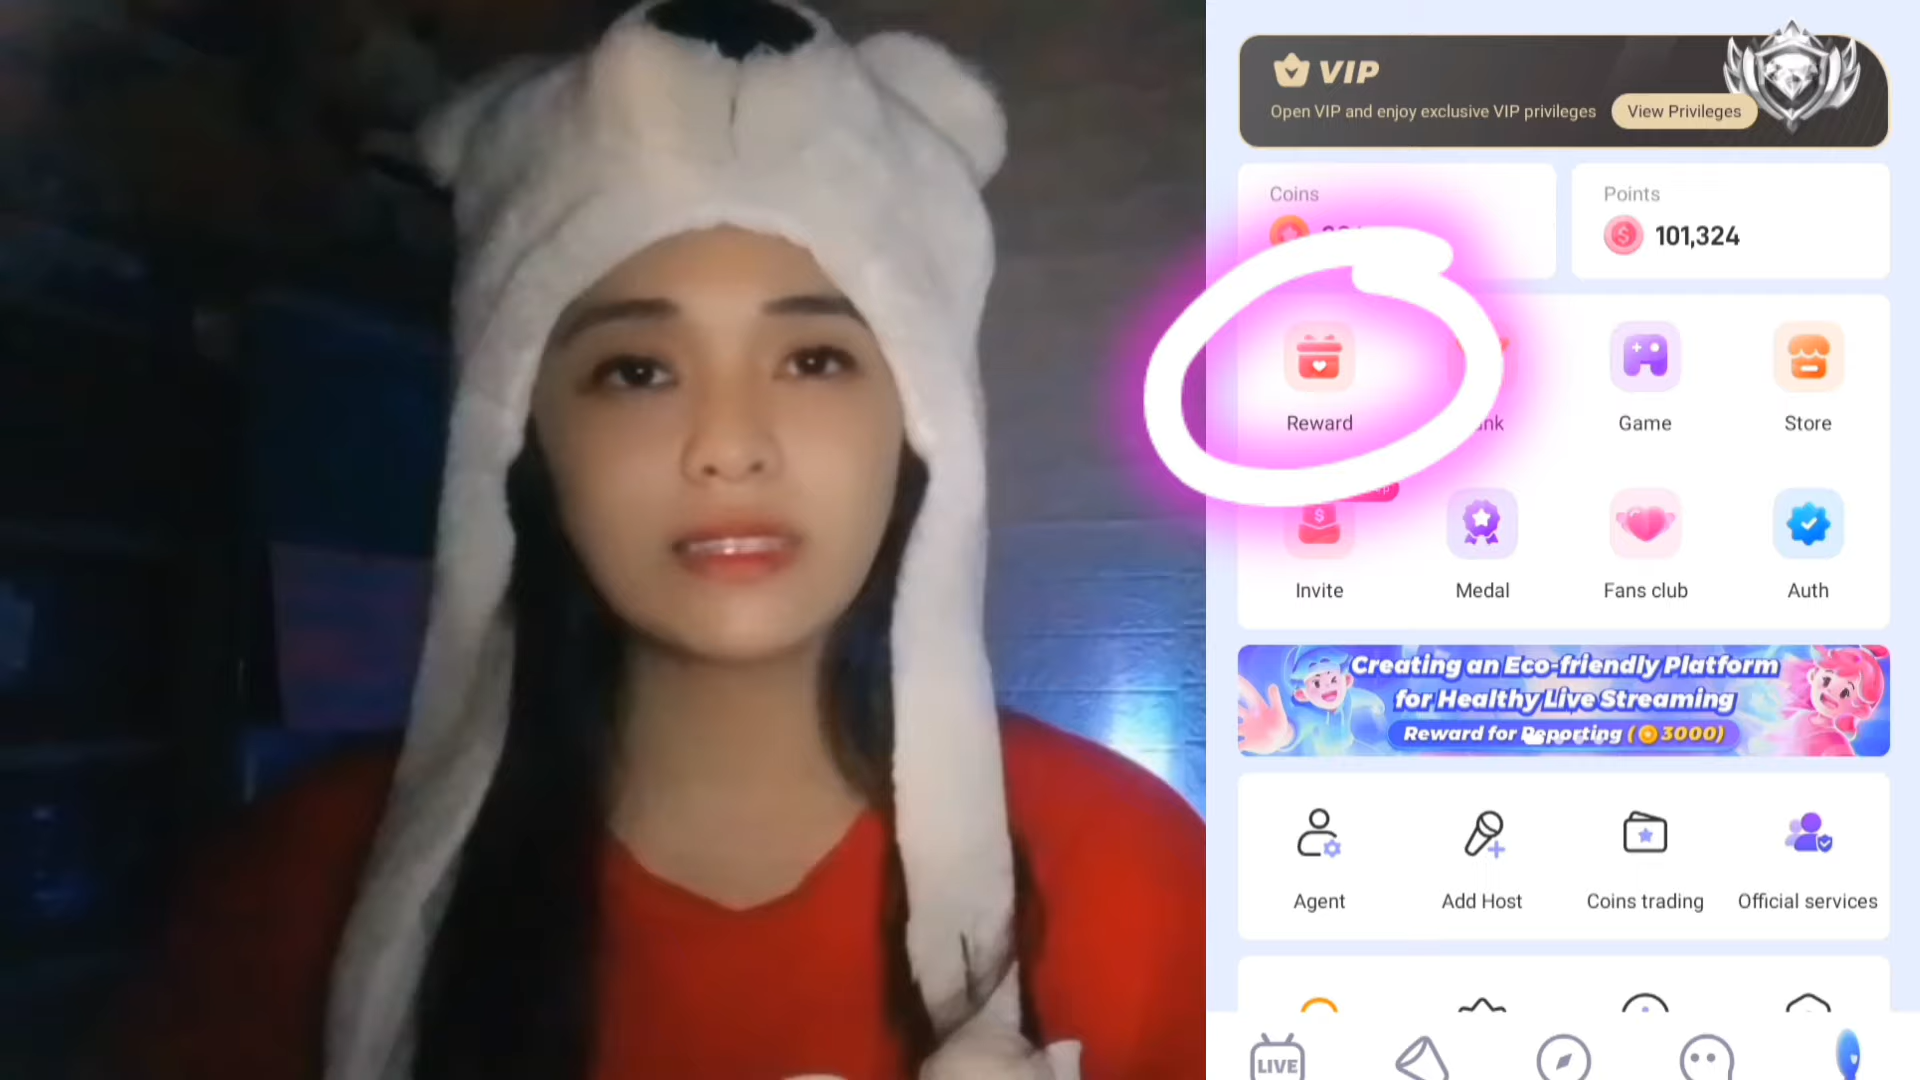 VIP
Open VIP and enjoy exclusive VIP privileges
View Privileges
Coins
Points
101,324
Reward
Game
Store
Invite
Medal
Fans club
Auth
Creating an Eco-friendly Platform
for Healthy Live Streaming
Reward for Reporting ( 3000)
Agent
Add Host
Coins trading
Official services
LIVE